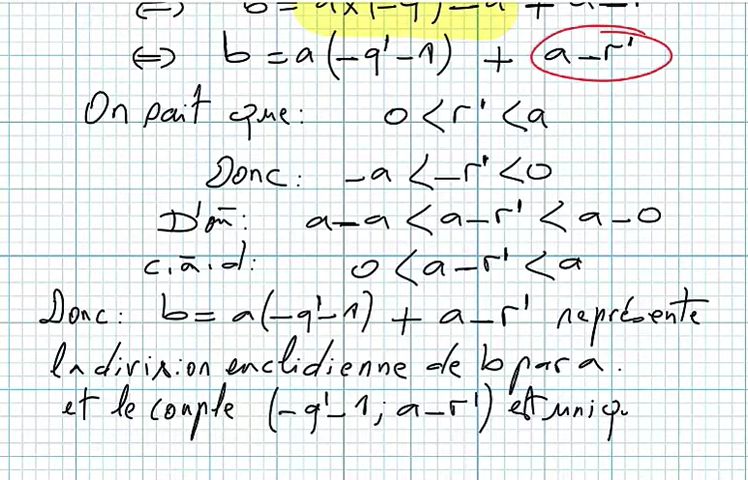 ⟺ b = a×(-q') - a + a - r'
⟺ b = a(-q'-1) + a-r'
On sait que: 0 < r' < a
Donc: -a < -r' < 0
D'où: a-a < a-r' < a-0
c.à.d: 0 < a-r' < a
Donc: b = a(-q'-1) + a-r' représente
la division euclidienne de b par a.
et le couple (-q'-1; a-r') est uniq